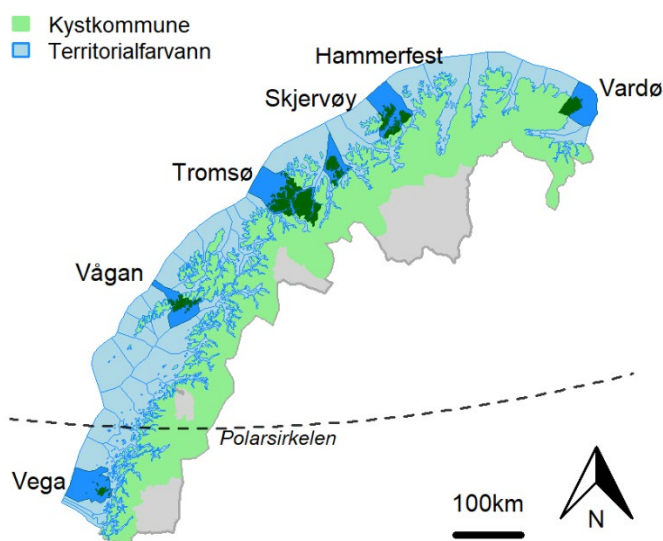 Kystkommune
Territorialfarvann
Hammerfest
Skjervøy
Vardø
Tromsø
Vågan
Polarsirkelen
Vega
100km
N